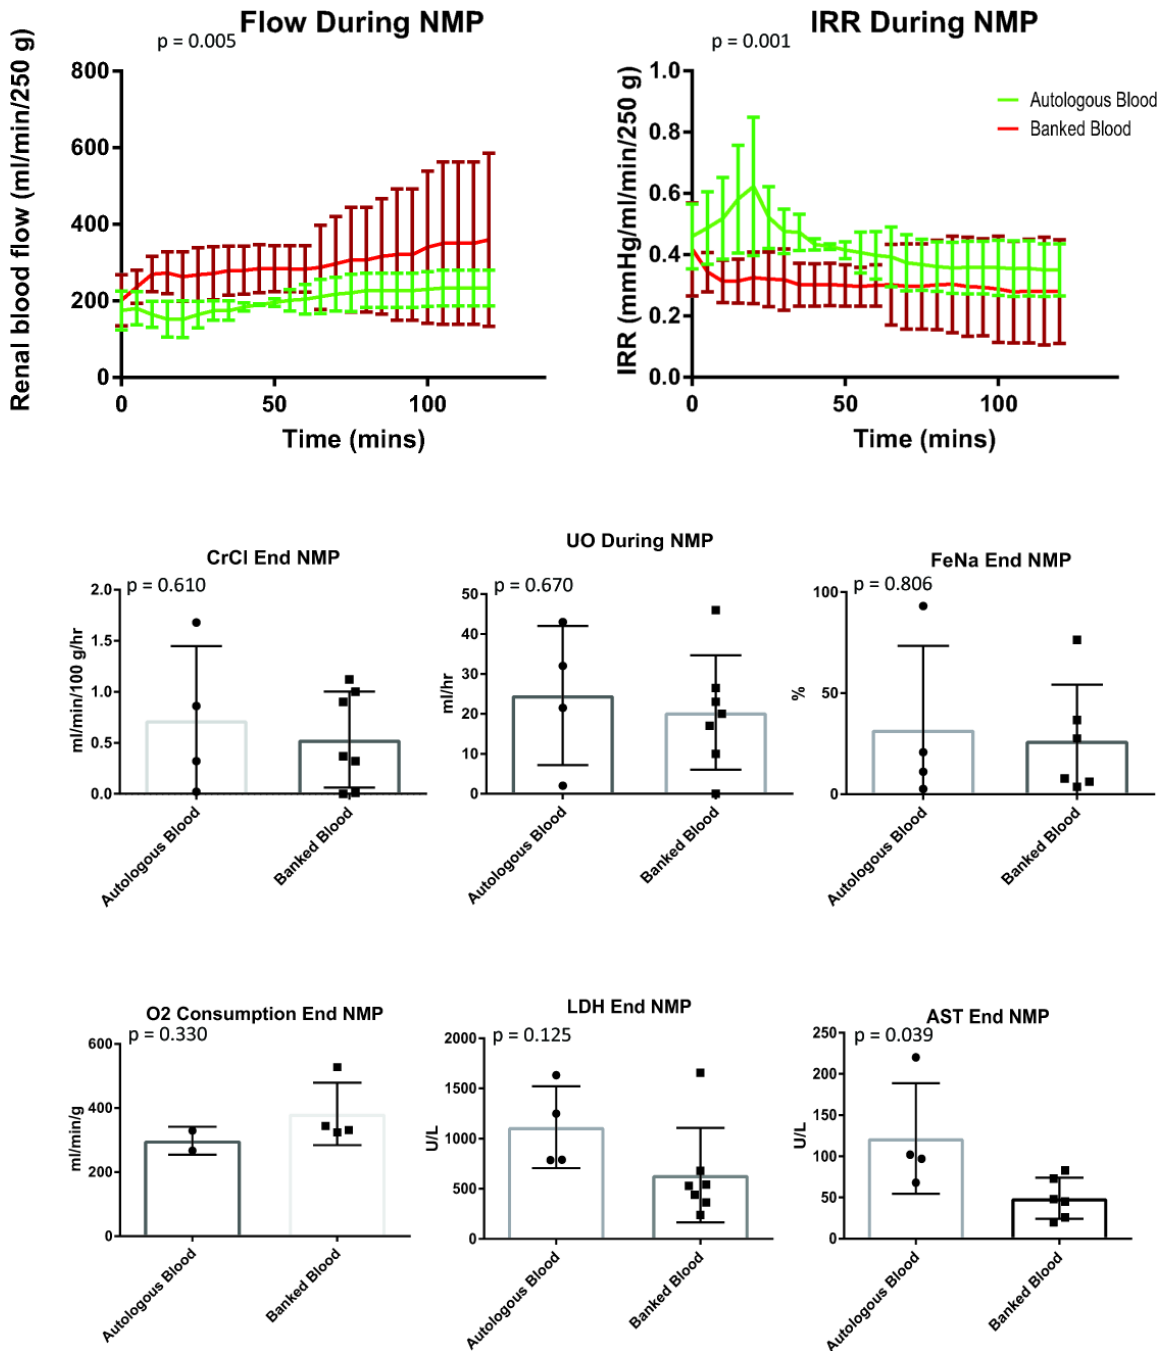 Flow During NMP
p = 0.005
Renal blood flow (ml/min/250 g)
800
600
400
200
0
0 50 100
Time (mins)
IRR During NMP
p = 0.001
IRR (mmHg/ml/min/250 g)
1.0
0.8
0.6
0.4
0.2
0.0
0 50 100
Time (mins)
Autologous Blood
Banked Blood
CrCl End NMP
p = 0.610
ml/min/100 g/hr
2.0
1.5
1.0
0.5
0.0
Autologous Blood
Banked Blood
UO During NMP
p = 0.670
ml/hr
50
40
30
20
10
0
Autologous Blood
Banked Blood
FeNa End NMP
p = 0.806
%
100
50
0
Autologous Blood
Banked Blood
O2 Consumption End NMP
p = 0.330
ml/min/g
600
400
200
0
Autologous Blood
Banked Blood
LDH End NMP
p = 0.125
U/L
2000
1500
1000
500
0
Autologous Blood
Banked Blood
AST End NMP
p = 0.039
U/L
250
200
150
100
50
0
Autologous Blood
Banked Blood